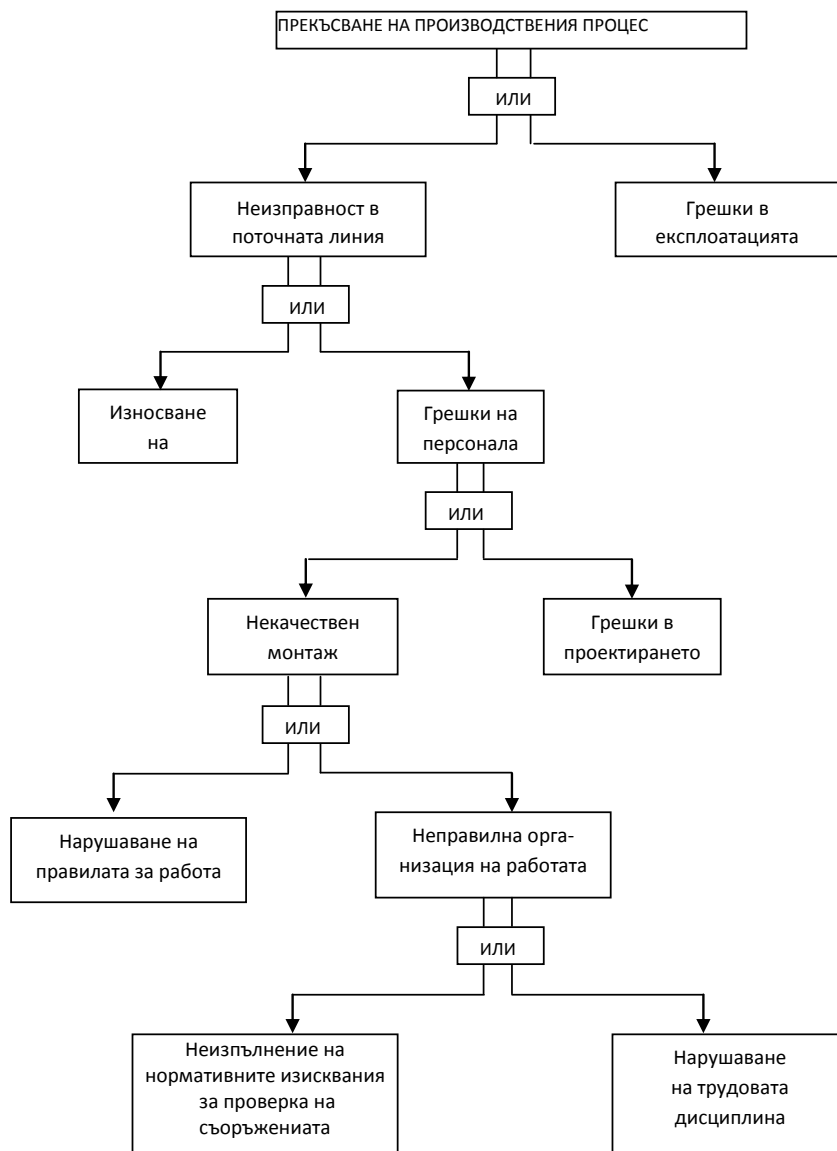 ПРЕКЪСВАНЕ НА ПРОИЗВОДСТВЕНИЯ ПРОЦЕС
ИЛИ
Неизправност в
поточната линия
Грешки в
експлоатацията
ИЛИ
Износване
на
Грешки на
персонала
ИЛИ
Некачествен
монтаж
Грешки в
проектирането
ИЛИ
Нарушаване на
правилата за работа
Неправилна орга-
низация на работата
ИЛИ
Неизпълнение на
нормативните изисквания
за проверка на
съоръжениата
Нарушаване
на трудовата
дисциплина